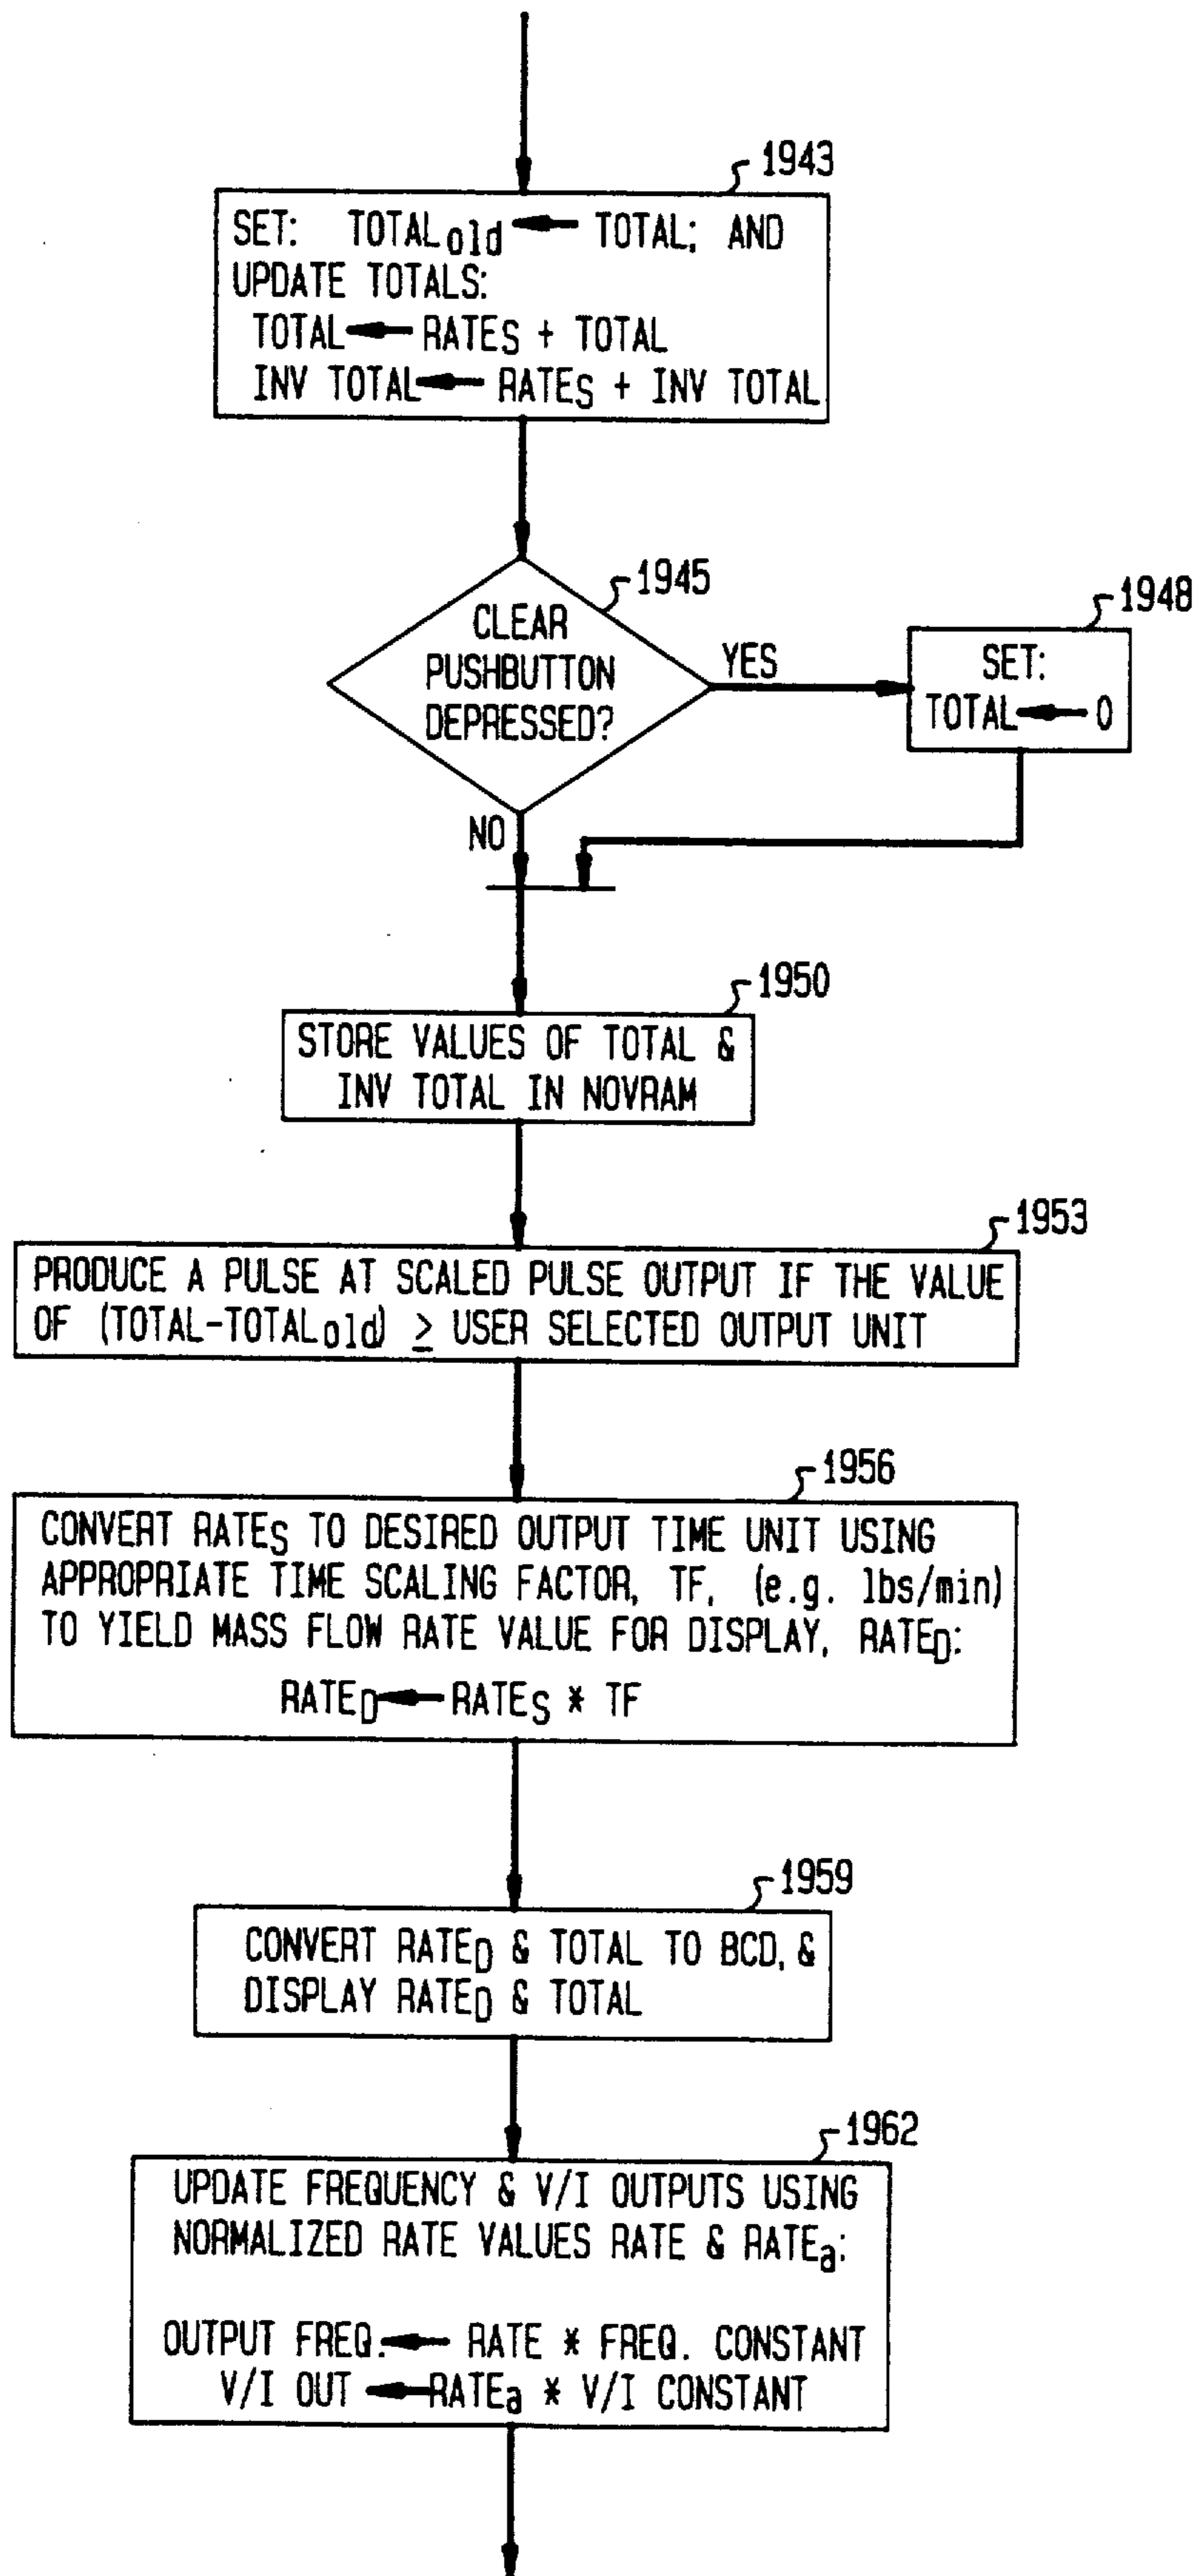 1943
SET: TOTALold ← TOTAL; AND
UPDATE TOTALS:
TOTAL ← RATES + TOTAL
INV TOTAL ← RATES + INV TOTAL
1945
CLEAR
PUSHBUTTON
DEPRESSED?
YES
1948
SET:
TOTAL ← 0
NO
1950
STORE VALUES OF TOTAL &
INV TOTAL IN NOVRAM
1953
PRODUCE A PULSE AT SCALED PULSE OUTPUT IF THE VALUE
OF (TOTAL-TOTALold) ≥ USER SELECTED OUTPUT UNIT
1956
CONVERT RATES TO DESIRED OUTPUT TIME UNIT USING
APPROPRIATE TIME SCALING FACTOR, TF, (e.g. lbs/min)
TO YIELD MASS FLOW RATE VALUE FOR DISPLAY, RATED:
RATED ← RATES * TF
1959
CONVERT RATED & TOTAL TO BCD, &
DISPLAY RATED & TOTAL
1962
UPDATE FREQUENCY & V/I OUTPUTS USING
NORMALIZED RATE VALUES RATE & RATEa:
OUTPUT FREQ. ← RATE * FREQ. CONSTANT
V/I OUT ← RATEa * V/I CONSTANT